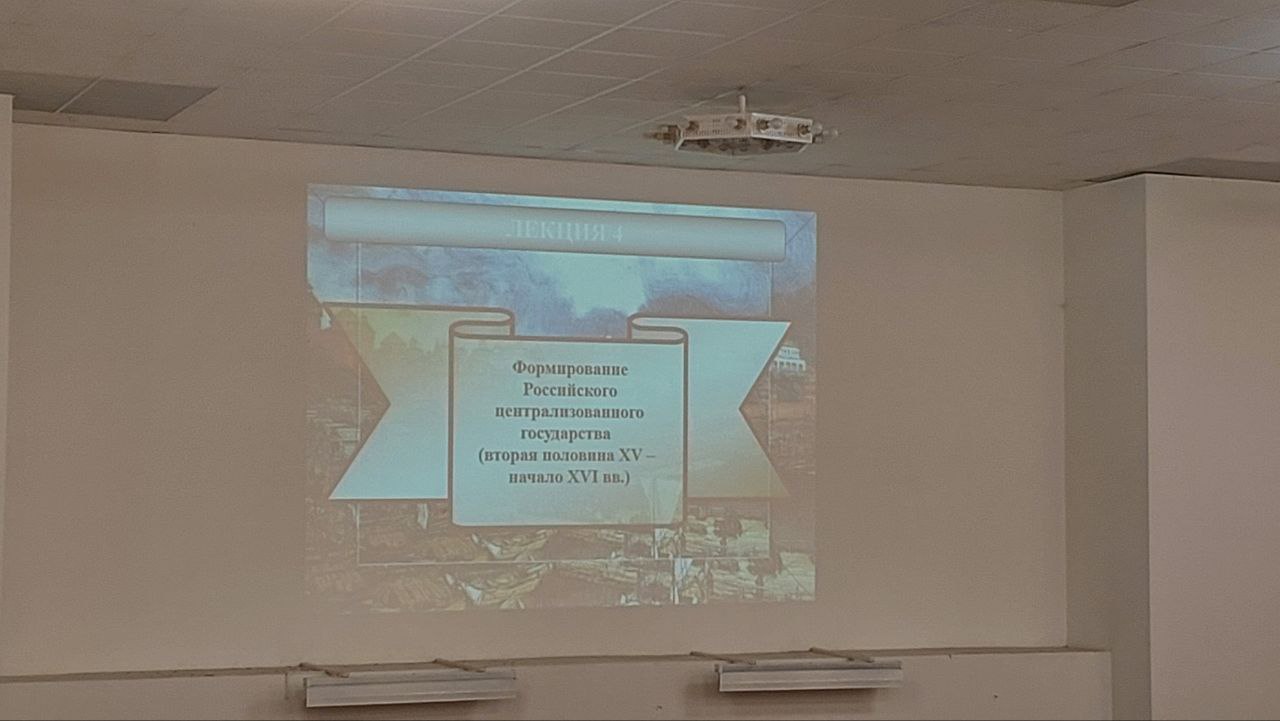 ЛЕКЦИЯ 4
Формирование
Российского
централизованного
государства
(вторая половина XV –
начало XVI вв.)